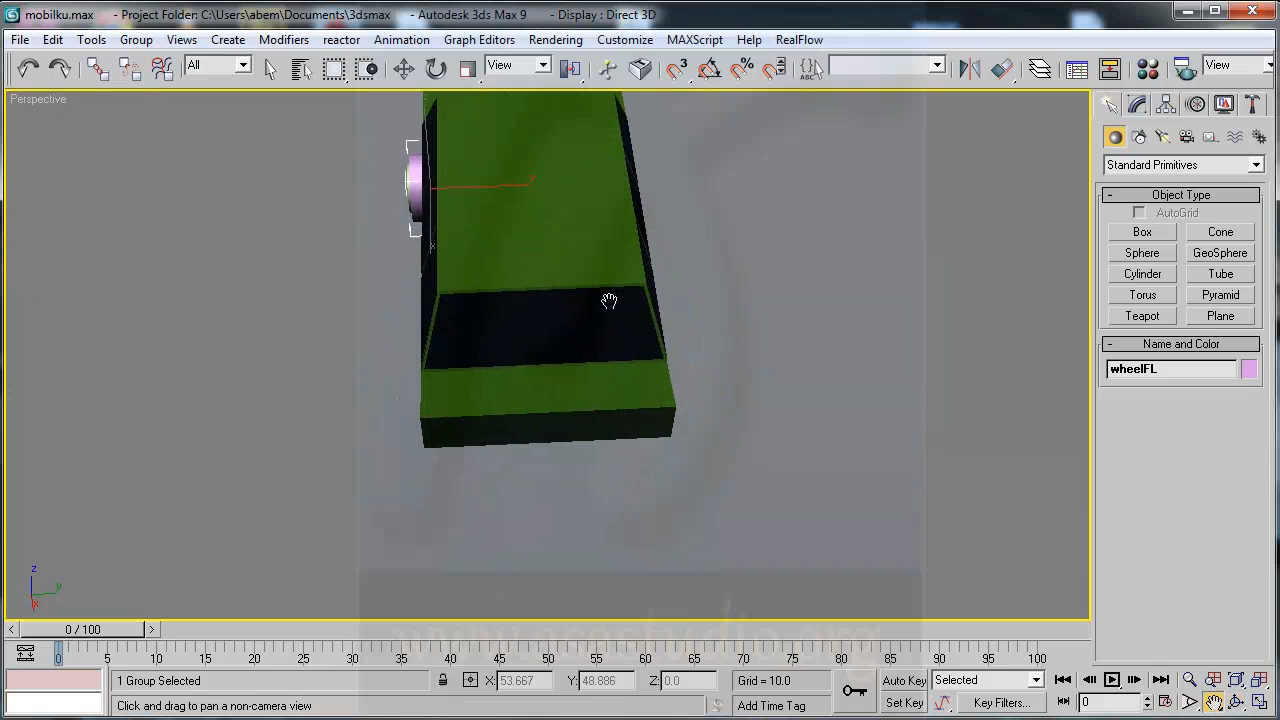 mobilku.max - Project Folder: C:\Users\abem\Documents\3dsmax - Autodesk 3ds Max 9 - Display : Direct 3D
File Edit Tools Group Views Create Modifiers reactor Animation Graph Editors Rendering Customize MAXScript Help RealFlow
All View 3 ABC View
Perspective
Standard Primitives
- Object Type
AutoGrid
Box Cone
Sphere GeoSphere
Cylinder Tube
Torus Pyramid
Teapot Plane
- Name and Color
wheelFL
y
x
z
y
x
0 / 100
0 5 10 15 20 25 30 35 40 45 50 55 60 65 70 75 80 85 90 95 100
1 Group Selected X: 53.667 Y: 48.886 Z: 0.0 Grid = 10.0 Auto Key Selected
Click and drag to pan a non-camera view Add Time Tag Set Key Key Filters... 0